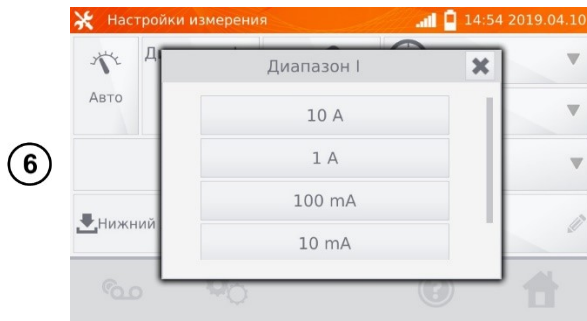 Настройки измерения 14:54 2019.04.10
Диапазон I
Авто
10 A
1 A
6
100 mA
Нижний
10 mA